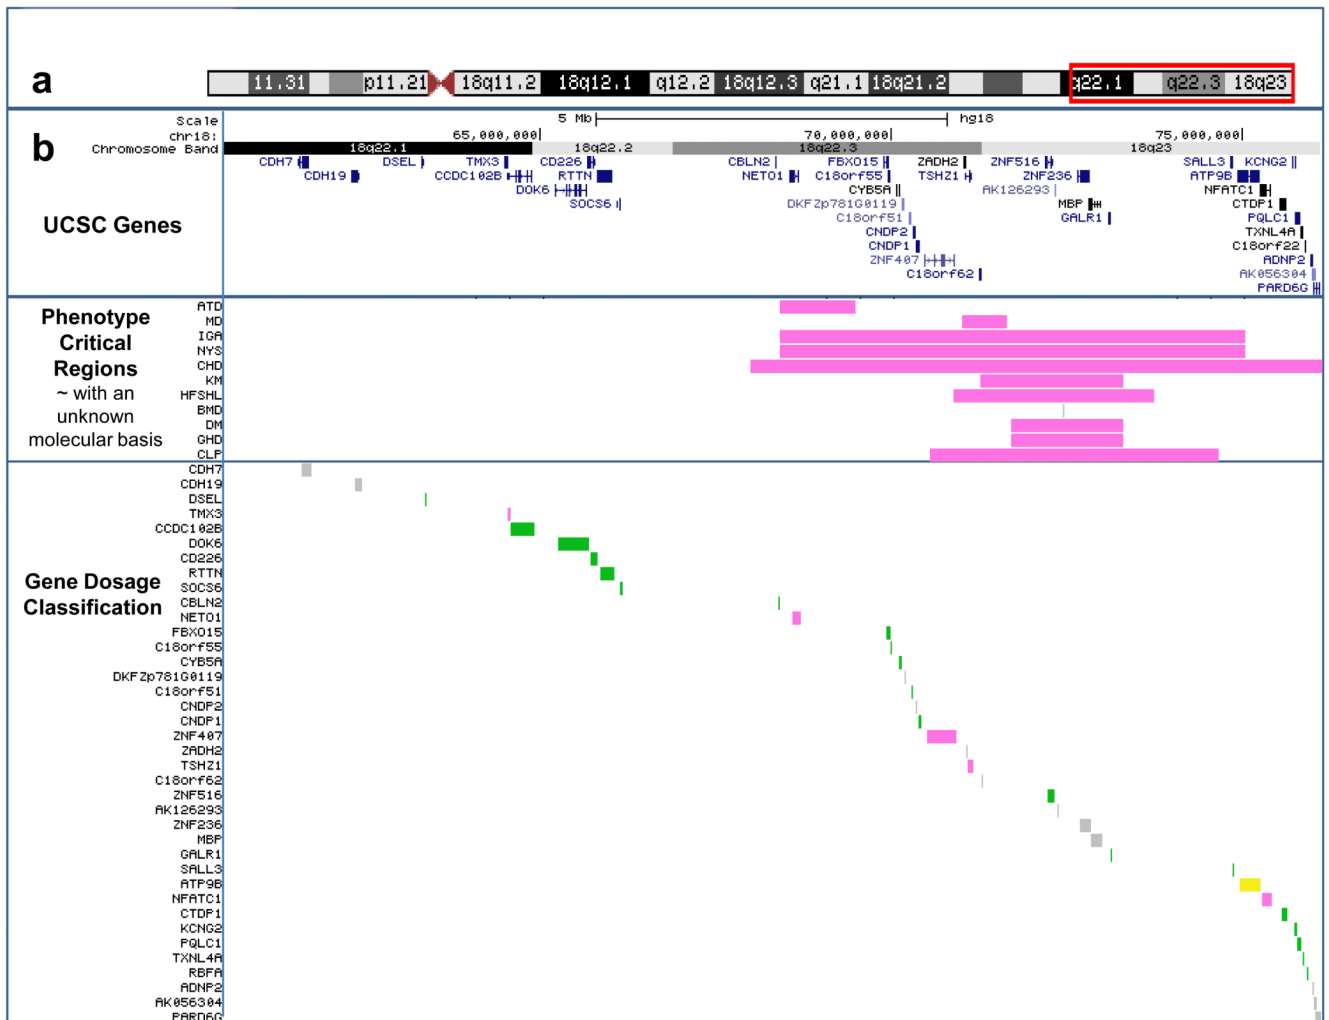 a
11.31 p11.21 18q11.2 18q12.1 q12.2 18q12.3 q21.1 18q21.2 q22.1 q22.3 18q23
b
Scale 5 Mb hg18
chr18: 65,000,000 70,000,000 75,000,000
Chromosome Band 18q22.1 18q22.2 18q22.3 18q23
CDH7 DSEL TMX3 CD226 CBLN2 FBXO15 ZADH2 ZNF516 SALL3 KCNG2
CDH19 CCDC102B RTTN NETO1 C18orf55 TSHZ1 ZNF236 ATP9B
DOK6 CYB5A AK126293 NFATC1
SOCS6 DKFZp781G0119 MBP CTDP1
C18orf51 GALR1 PQLC1
CNDP2 TXNL4A
CNDP1 C18orf22
ZNF407 ADNP2
C18orf62 AK056304
PARD6G
UCSC Genes
Phenotype
Critical
Regions
~ with an
unknown
molecular basis
ATD
MD
IGA
NYS
CHD
KM
HFSHL
BMD
DM
GHD
CLP
Gene Dosage
Classification
CDH7
CDH19
DSEL
TMX3
CCDC102B
DOK6
CD226
RTTN
SOCS6
CBLN2
NETO1
FBXO15
C18orf55
CYB5A
DKFZp781G0119
C18orf51
CNDP2
CNDP1
ZNF407
ZADH2
TSHZ1
C18orf62
ZNF516
AK126293
ZNF236
MBP
GALR1
SALL3
ATP9B
NFATC1
CTDP1
KCNG2
PQLC1
TXNL4A
RBFA
ADNP2
AK056304
PARD6G